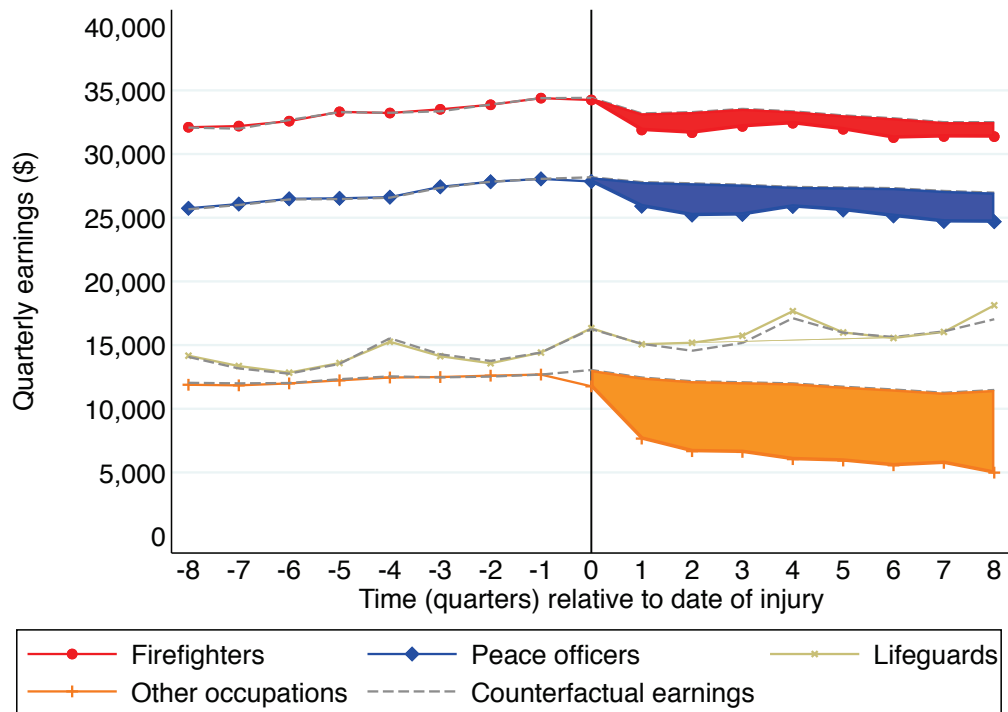 40,000
35,000
30,000
25,000
20,000
15,000
10,000
5,000
0
Quarterly earnings ($)
-8 -7 -6 -5 -4 -3 -2 -1 0 1 2 3 4 5 6 7 8
Time (quarters) relative to date of injury
Firefighters Peace officers Lifeguards
Other occupations Counterfactual earnings